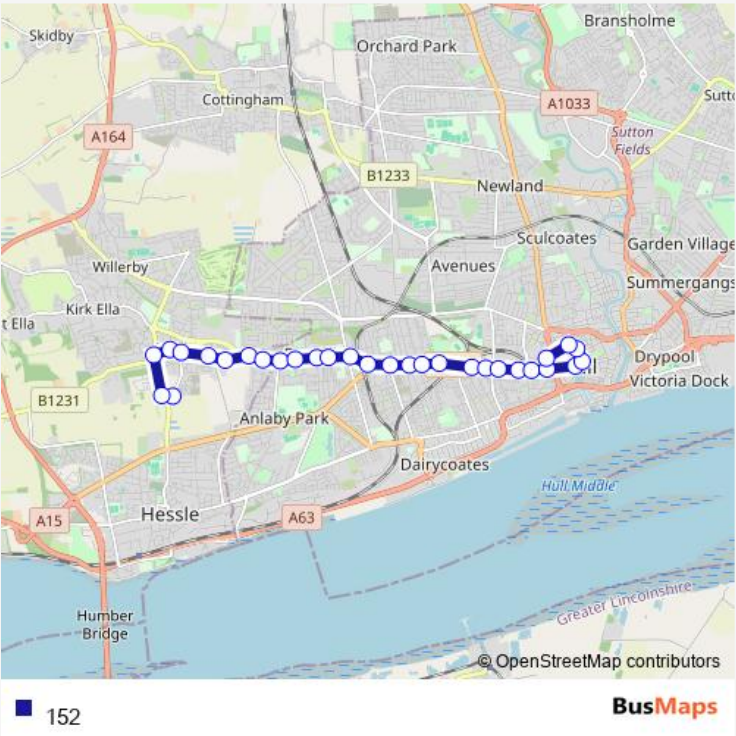 Bransholme
Skidby
Orchard Park
Cottingham
A1033
Sutto
A164
Sutton
Fields
B1233
Newland
Sculcoates
Garden Village
Willerby
Avenues
Summergangs
Kirk Ella
t Ella
ll
Drypool
Victoria Dock
B1231
Anlaby Park
Dairycoates
Hull Middle
Hessle
A15
A63
Humber
Bridge
Greater Lincolnshire
© OpenStreetMap contributors
152
BusMaps